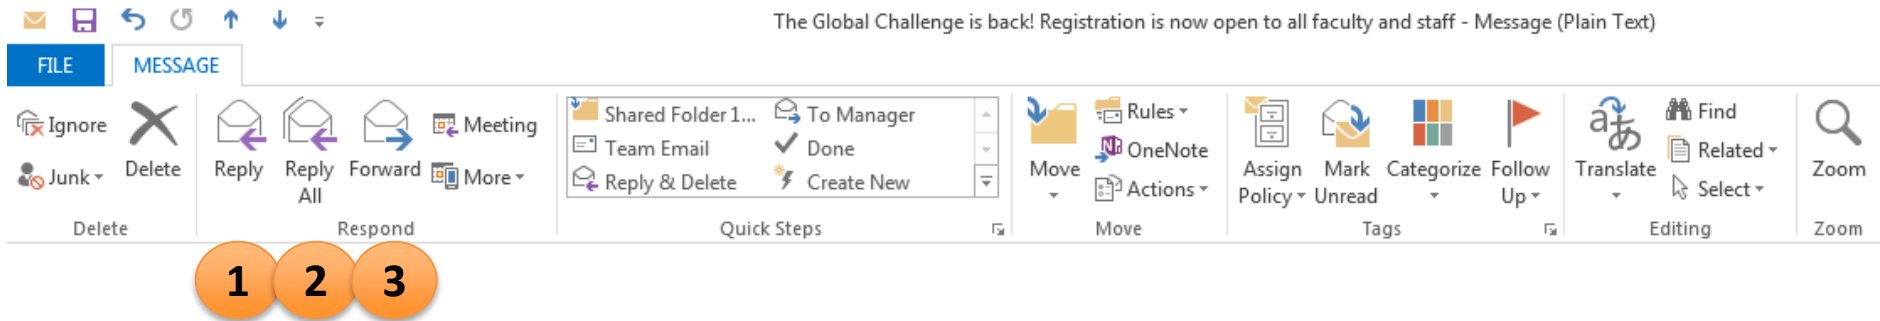 The Global Challenge is back! Registration is now open to all faculty and staff - Message (Plain Text)
FILE MESSAGE
Ignore
Junk
Delete
Delete
Reply
Reply All
Forward
Meeting
More
Respond
Shared Folder 1...
Team Email
Reply & Delete
To Manager
Done
Create New
Quick Steps
Move
Rules
OneNote
Actions
Move
Assign Policy
Mark Unread
Categorize
Follow Up
Tags
Translate
Find
Related
Select
Editing
Zoom
Zoom
1 2 3